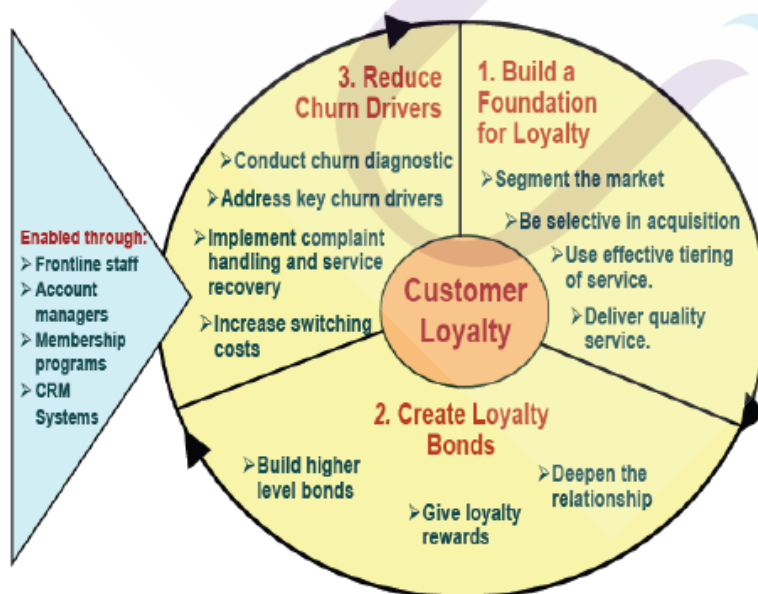 Enabled through:
➢ Frontline staff
➢ Account
managers
➢ Membership
programs
➢ CRM
Systems
3. Reduce
Churn Drivers
➢Conduct churn diagnostic
➢Address key churn drivers
➢Implement complaint
handling and service
recovery
➢Increase switching
costs
1. Build a
Foundation
for Loyalty
➢Segment the market
➢Be selective in acquisition
➢Use effective tiering
of service.
➢Deliver quality
service.
Customer
Loyalty
2. Create Loyalty
Bonds
➢Build higher
level bonds
➢Give loyalty
rewards
➢Deepen the
relationship